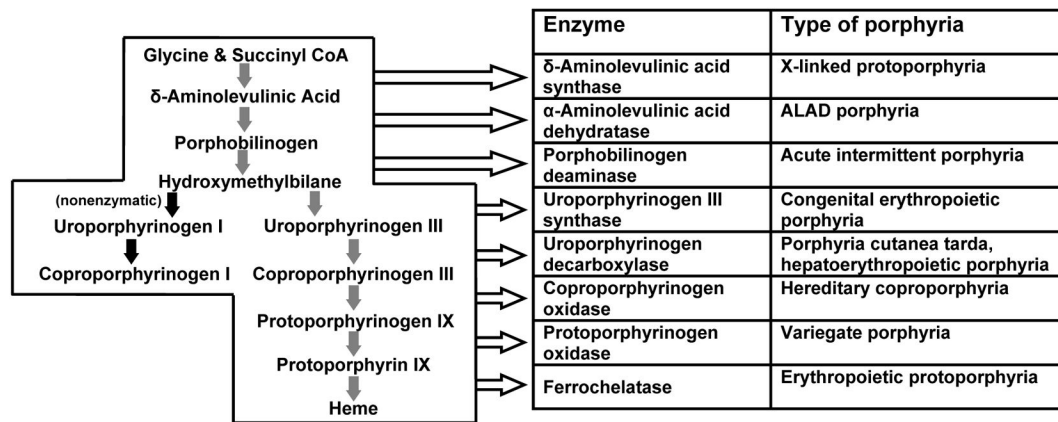 Glycine & Succinyl CoA
δ-Aminolevulinic Acid
Porphobilinogen
Hydroxymethylbilane
(nonenzymatic)
Uroporphyrinogen I
Uroporphyrinogen III
Coproporphyrinogen I
Coproporphyrinogen III
Protoporphyrinogen IX
Protoporphyrin IX
Heme
Enzyme
Type of porphyria
δ-Aminolevulinic acid
synthase
X-linked protoporphyria
α-Aminolevulinic acid
dehydratase
ALAD porphyria
Porphobilinogen
deaminase
Acute intermittent porphyria
Uroporphyrinogen III
synthase
Congenital erythropoietic
porphyria
Uroporphyrinogen
decarboxylase
Porphyria cutanea tarda,
hepatoerythropoietic porphyria
Coproporphyrinogen
oxidase
Hereditary coproporphyria
Protoporphyrinogen
oxidase
Variegate porphyria
Ferrochelatase
Erythropoietic protoporphyria